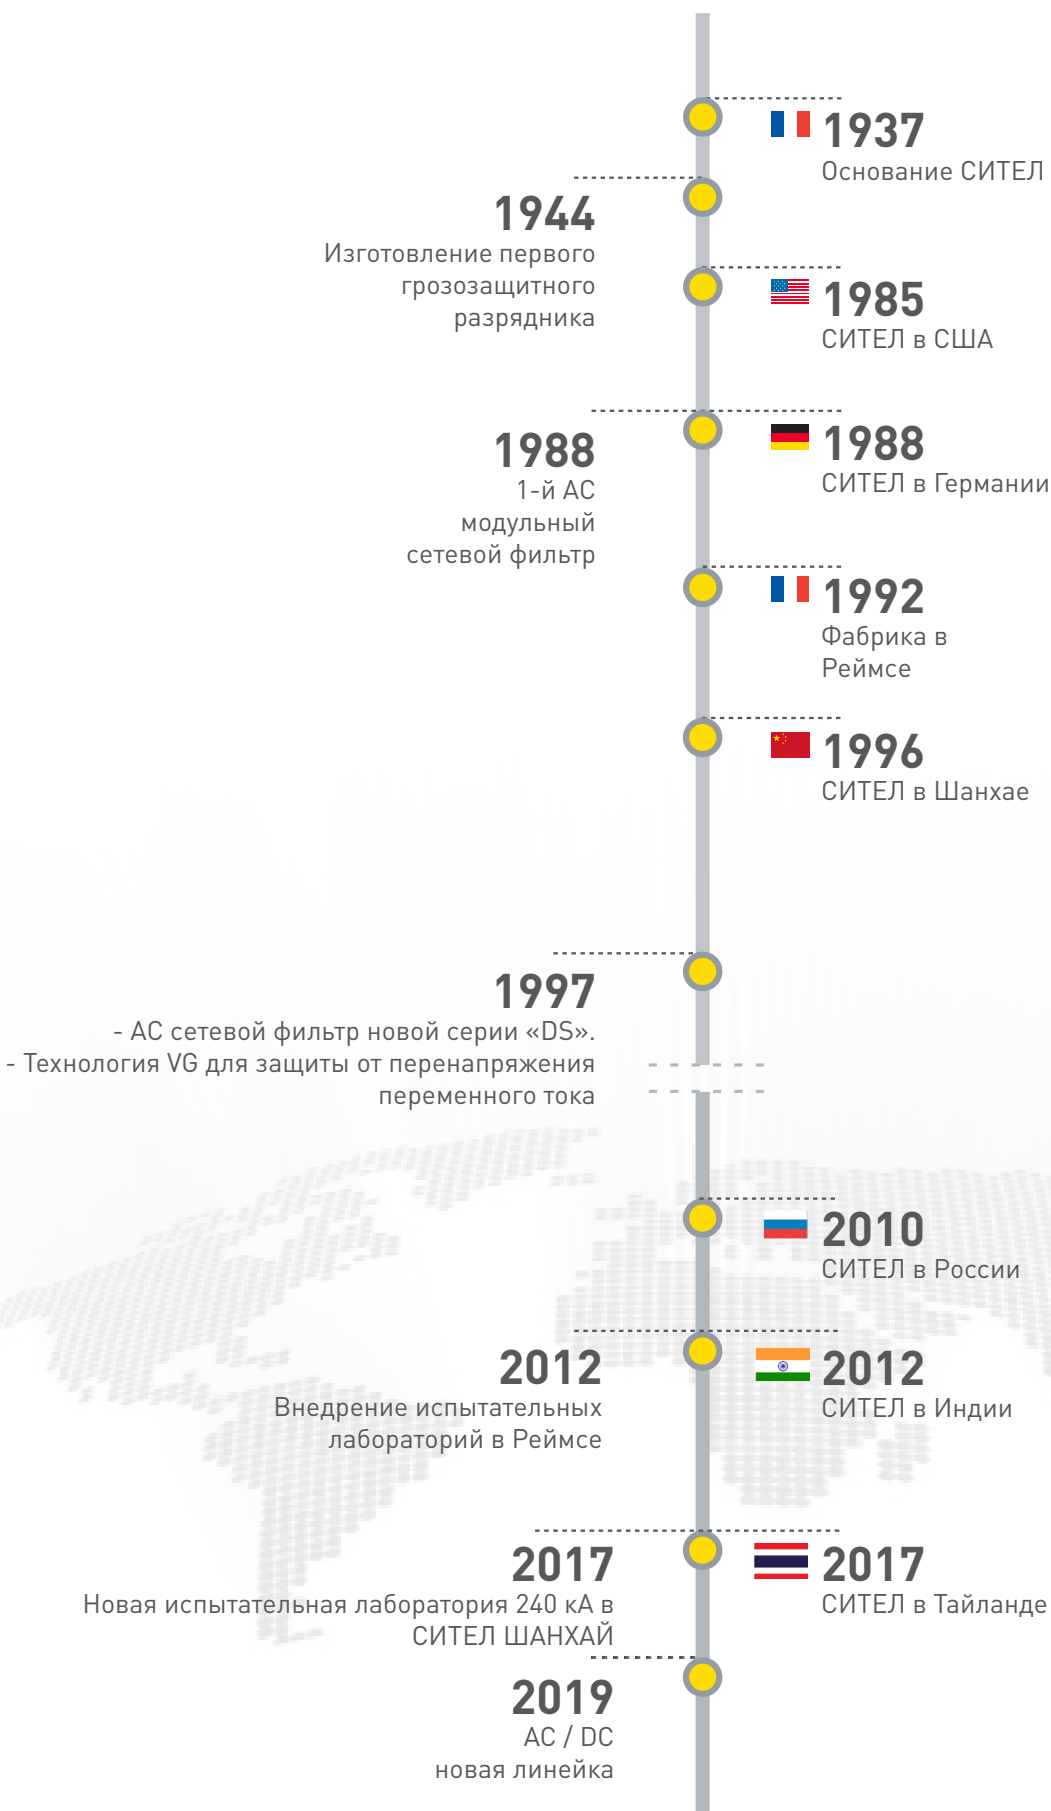 1937
Основание СИТЕЛ
1944
Изготовление первого
грозозащитного
разрядника
1985
СИТЕЛ в США
1988
1-й AC
модульный
сетевой фильтр
1988
СИТЕЛ в Германии
1992
Фабрика в
Реймсе
1996
СИТЕЛ в Шанхае
1997
- AC сетевой фильтр новой серии «DS».
- Технология VG для защиты от перенапряжения
переменного тока
2010
СИТЕЛ в России
2012
Внедрение испытательных
лабораторий в Реймсе
2012
СИТЕЛ в Индии
2017
Новая испытательная лаборатория 240 кА в
СИТЕЛ ШАНХАЙ
2017
СИТЕЛ в Тайланде
2019
AC / DC
новая линейка